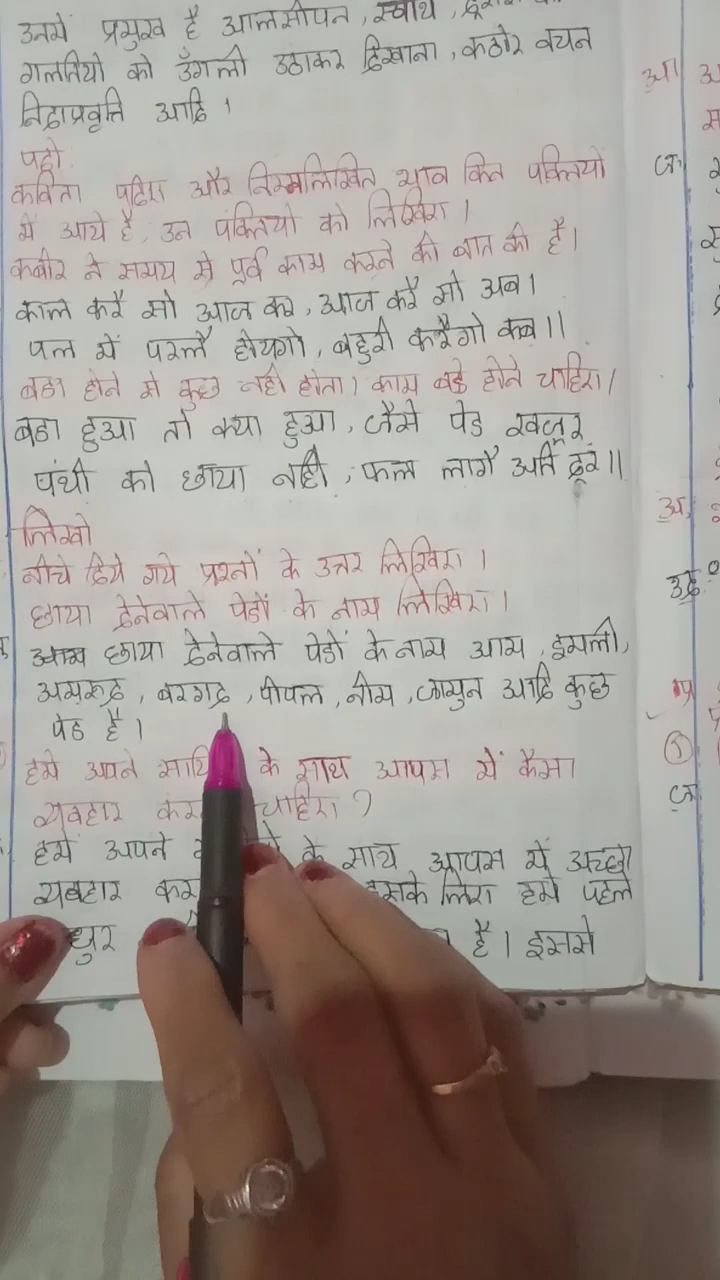 उनमें प्रमुख है आलसीपन, स्वार्थ,
गलतियो को उँगली उठाकर दिखाना, कठोर वचन
निद्राप्रवृत्ति आदि ।
पढो
कविता पढिए और निम्नलिखित भाव किन पंक्तियो
में आये है, उन पंक्तियो को लिखिए ।
कबीर ने समय से पूर्व काम करने की बात की है।
काल करै सो आज कर, आज करै सो अब।
पल में परलै होयगो, बहुरी करैगो कब।।
बडा होने से कुछ नही होता। काम बडे होने चाहिए।
बडा हुआ तो क्या हुआ, जैसे पेड खजूर
पंथी को छाया नही, फल लागै अति दूर।।
लिखो
नीचे दिये गये प्रश्नों के उत्तर लिखिए ।
छाया देनेवाले पेडों के नाम लिखिए।
छाया देनेवाले पेडों के नाम आम, इमली,
अमरूद, बरगद, पीपल, नीम, जामुन आदि कुछ
पेड है।
हमे अपने के साथ आपस में कैसा
व्यवहार चाहिए?
हमें अपने के साथ आपस में अच्छा
व्यवहार इसके लिए हमे पहले
है। इससे
आ
अ
उदृ
प्र